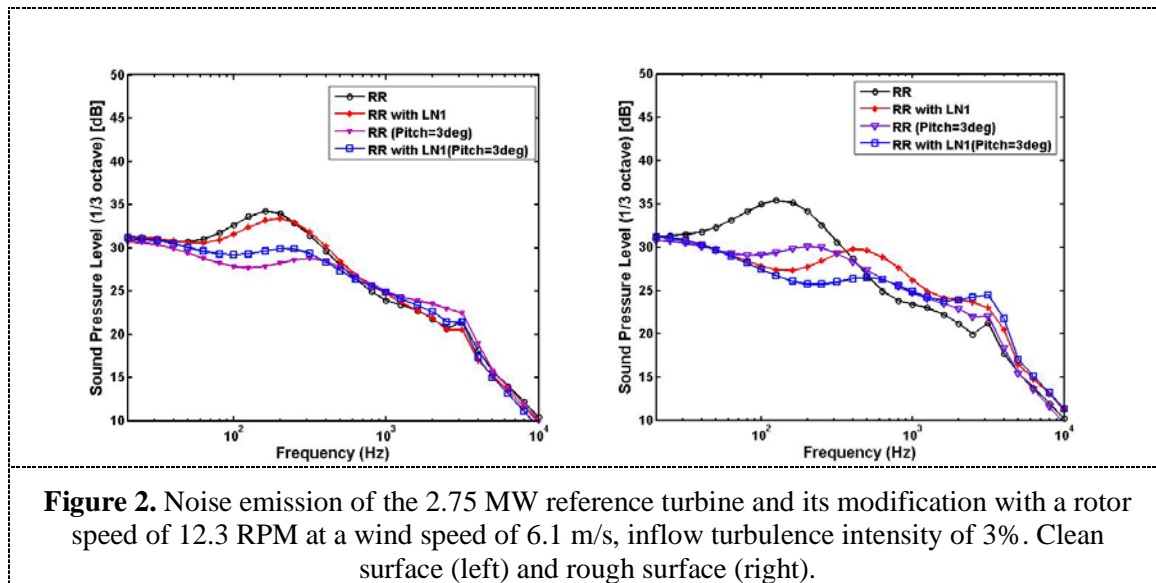 50
45
40
35
30
25
20
15
10
Sound Pressure Level (1/3 octave) [dB]
RR
RR with LN1
RR (Pitch=3deg)
RR with LN1(Pitch=3deg)
10²
10³
10⁴
Frequency (Hz)
50
45
40
35
30
25
20
15
10
Sound Pressure Level (1/3 octave) [dB]
RR
RR with LN1
RR (Pitch=3deg)
RR with LN1(Pitch=3deg)
10²
10³
10⁴
Frequency (Hz)
Figure 2. Noise emission of the 2.75 MW reference turbine and its modification with a rotor
speed of 12.3 RPM at a wind speed of 6.1 m/s, inflow turbulence intensity of 3%. Clean
surface (left) and rough surface (right).